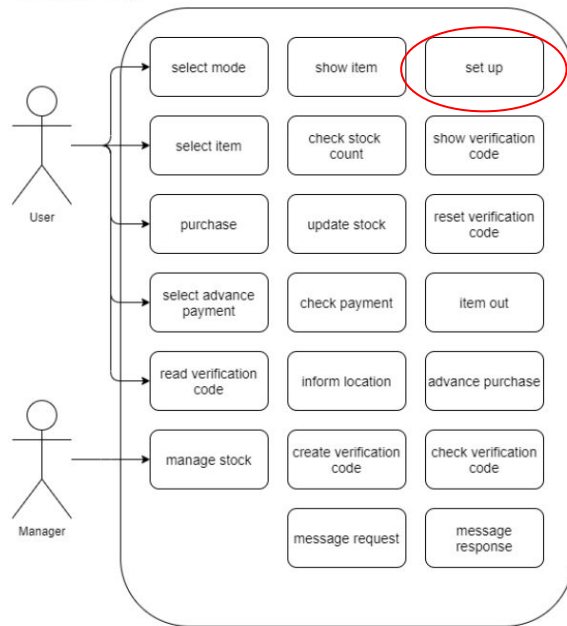 select mode
show item
set up
User
select item
check stock
count
show verification
code
purchase
update stock
reset verification
code
select advance
payment
check payment
item out
read verification
code
inform location
advance purchase
Manager
manage stock
create verification
code
check verification
code
message request
message
response